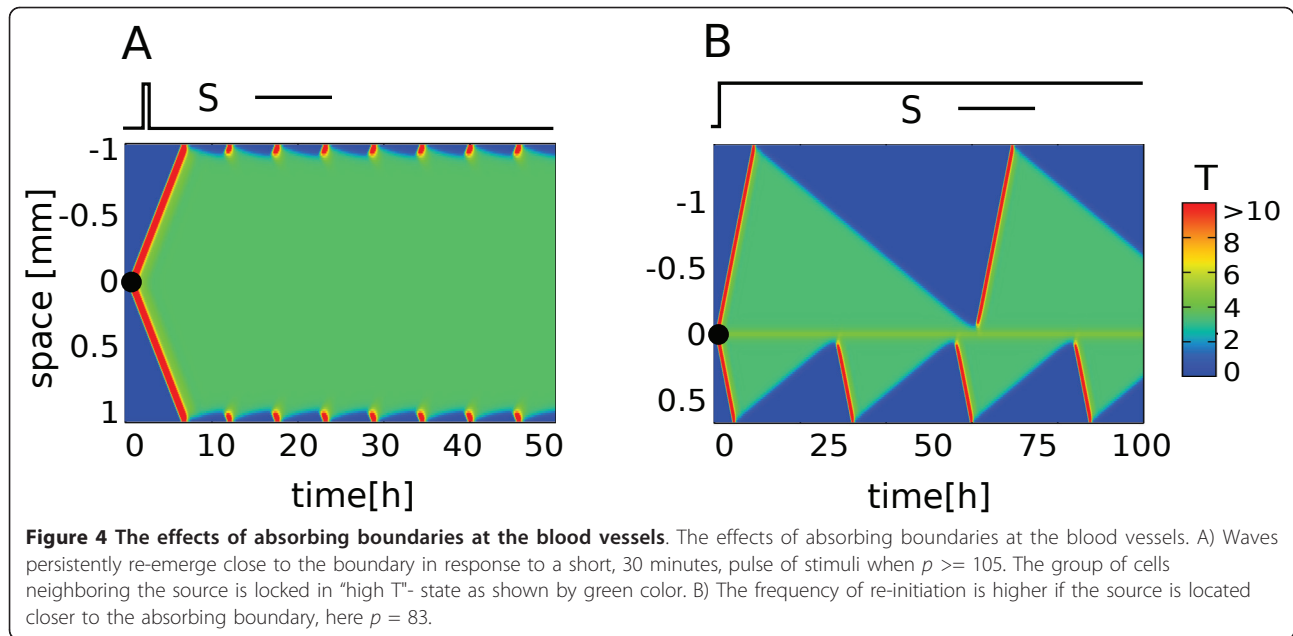 A
B
S
S
-1
-0.5
0
0.5
1
space [mm]
0 10 20 30 40 50
time[h]
-1
-0.5
0
0.5
0 25 50 75 100
time[h]
T
>10
8
6
4
2
0
Figure 4 The effects of absorbing boundaries at the blood vessels. The effects of absorbing boundaries at the blood vessels. A) Waves
persistently re-emerge close to the boundary in response to a short, 30 minutes, pulse of stimuli when p >= 105. The group of cells
neighboring the source is locked in "high T"- state as shown by green color. B) The frequency of re-initiation is higher if the source is located
closer to the absorbing boundary, here p = 83.